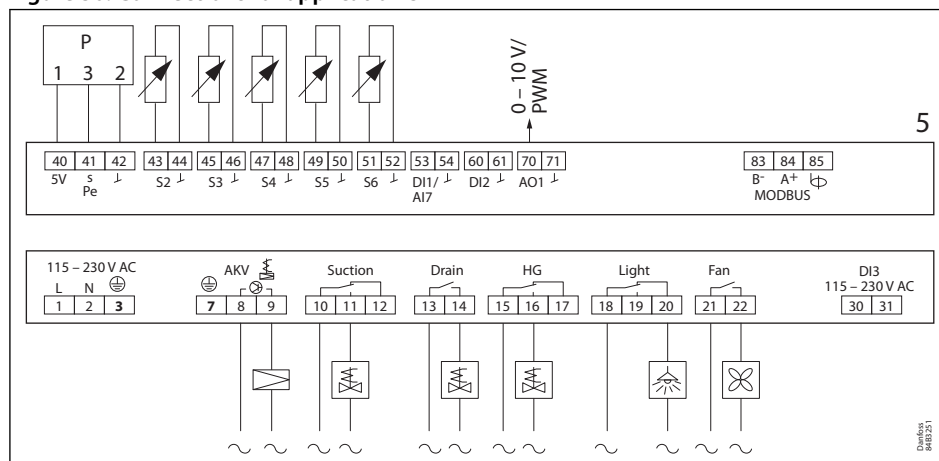 P
1 3 2
0 – 10 V/
PWM
5
40 41 42 43 44 45 46 47 48 49 50 51 52 53 54 60 61 70 71 83 84 85
5V s S2 S3 S4 S5 S6 DI1/ DI2 AO1 B- A+
Pe AI7 MODBUS
115 – 230 V AC AKV Suction Drain HG Light Fan DI3
L N 115 – 230 V AC
1 2 3 7 8 9 10 11 12 13 14 15 16 17 18 19 20 21 22 30 31
Danfoss
84B3251